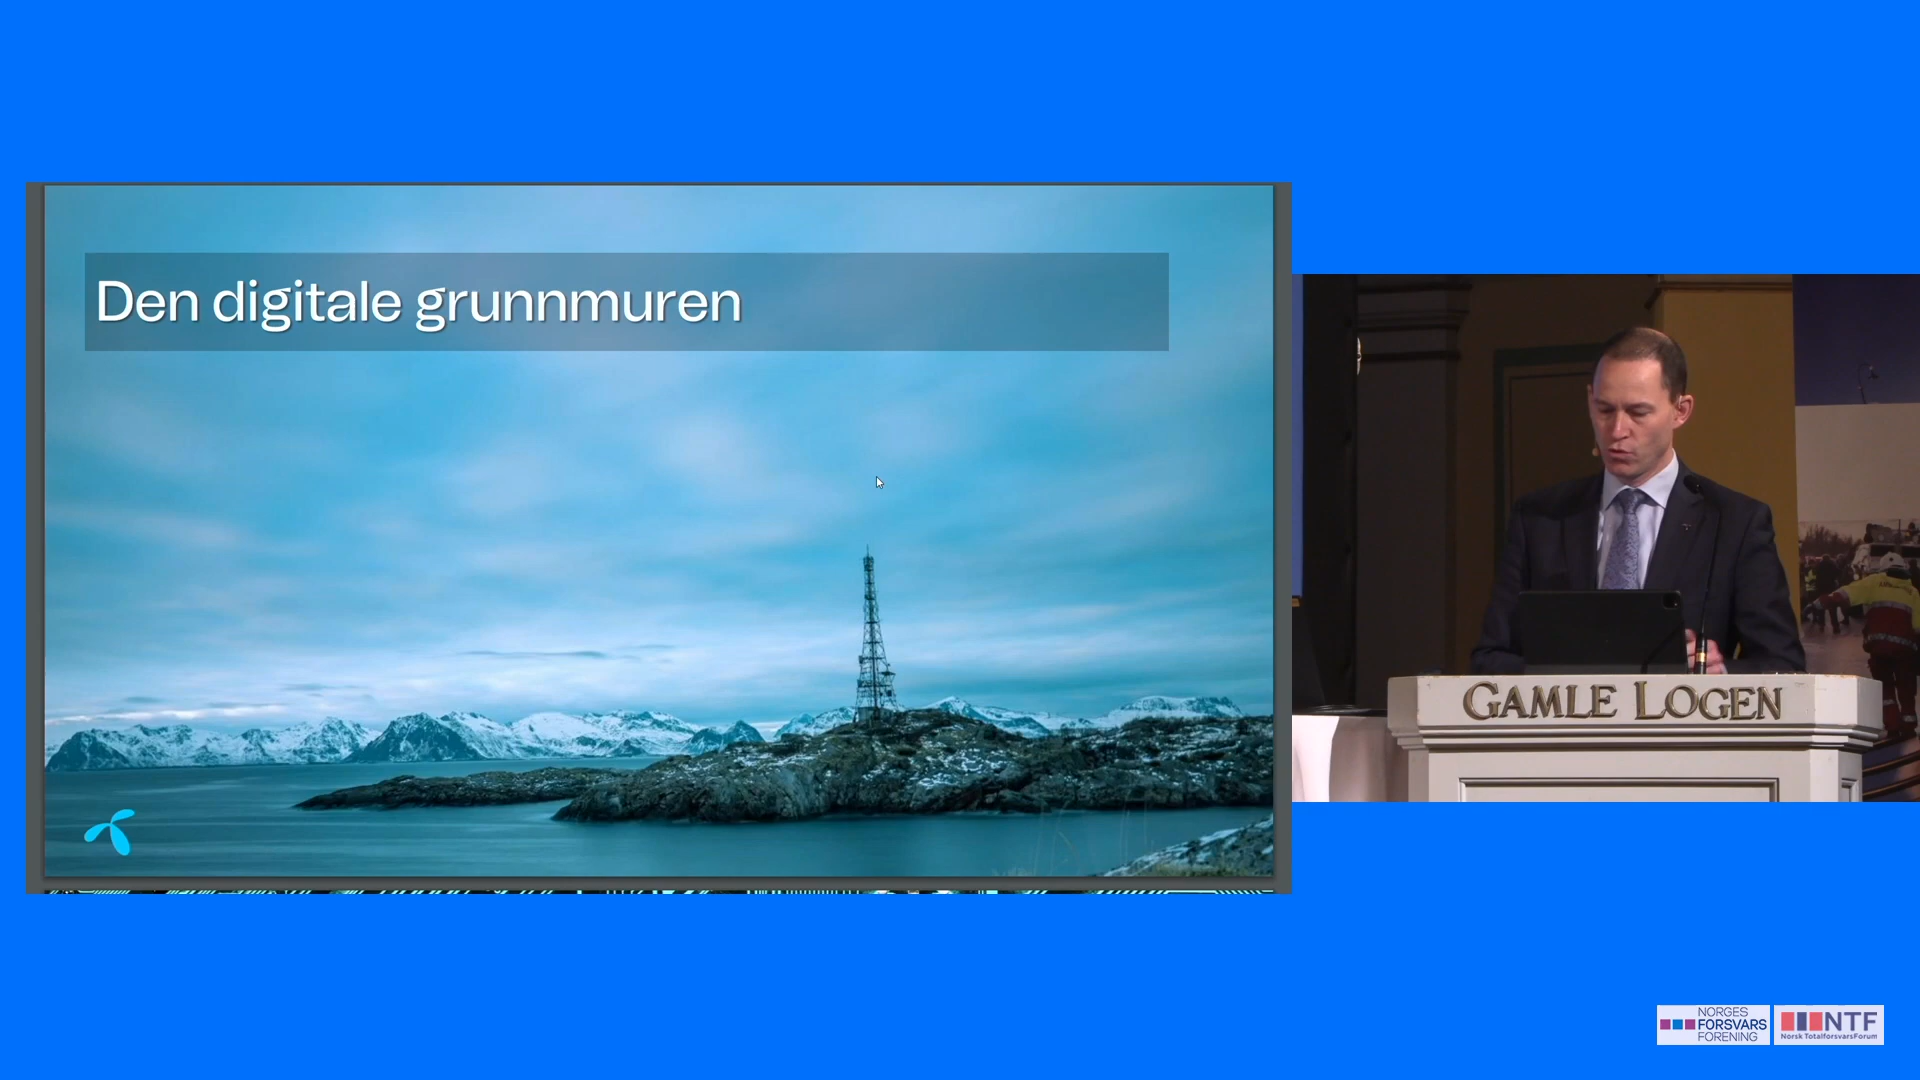 Den digitale grunnmuren
GAMLE LOGEN
NORGES
FORSVARS
FORENING
NTF
Norsk TotalforsvarsForum